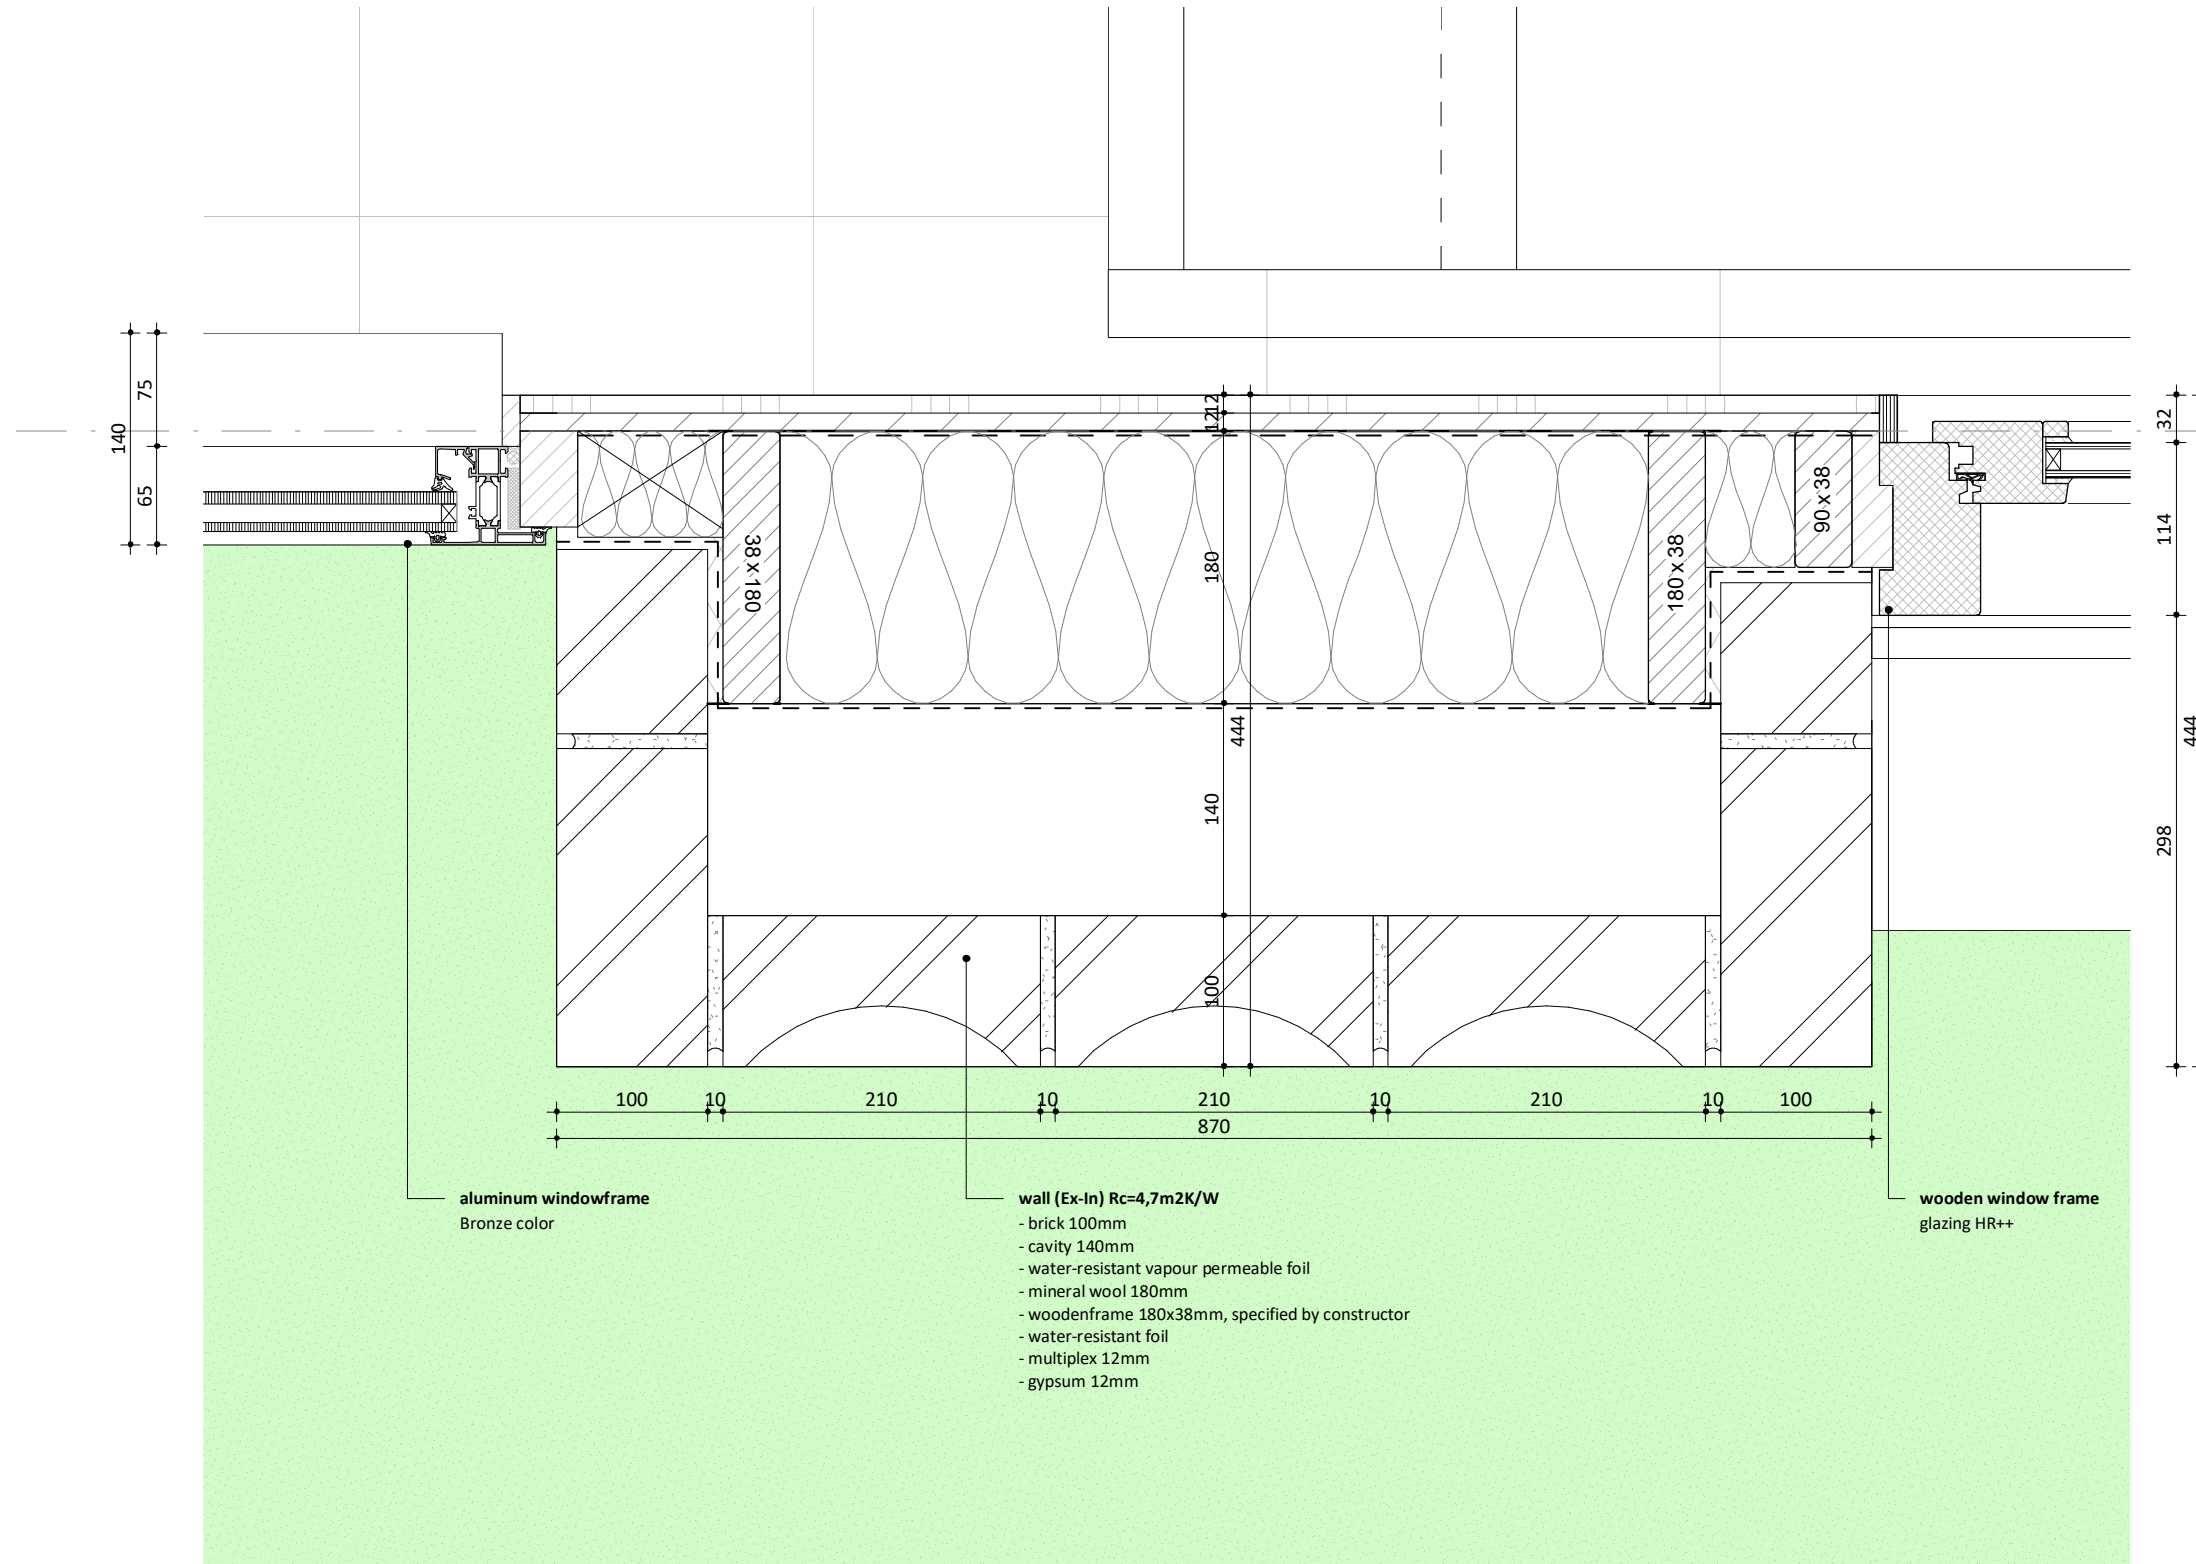 75
140
65
12
12
180
444
140
100
38 x 180
180 x 38
90 x 38
32
114
444
298
100 10 210 10 210 10 210 10 100
870
aluminum windowframe
Bronze color
wall (Ex-In) Rc=4,7m2K/W
- brick 100mm
- cavity 140mm
- water-resistant vapour permeable foil
- mineral wool 180mm
- woodenframe 180x38mm, specified by constructor
- water-resistant foil
- multiplex 12mm
- gypsum 12mm
wooden window frame
glazing HR++